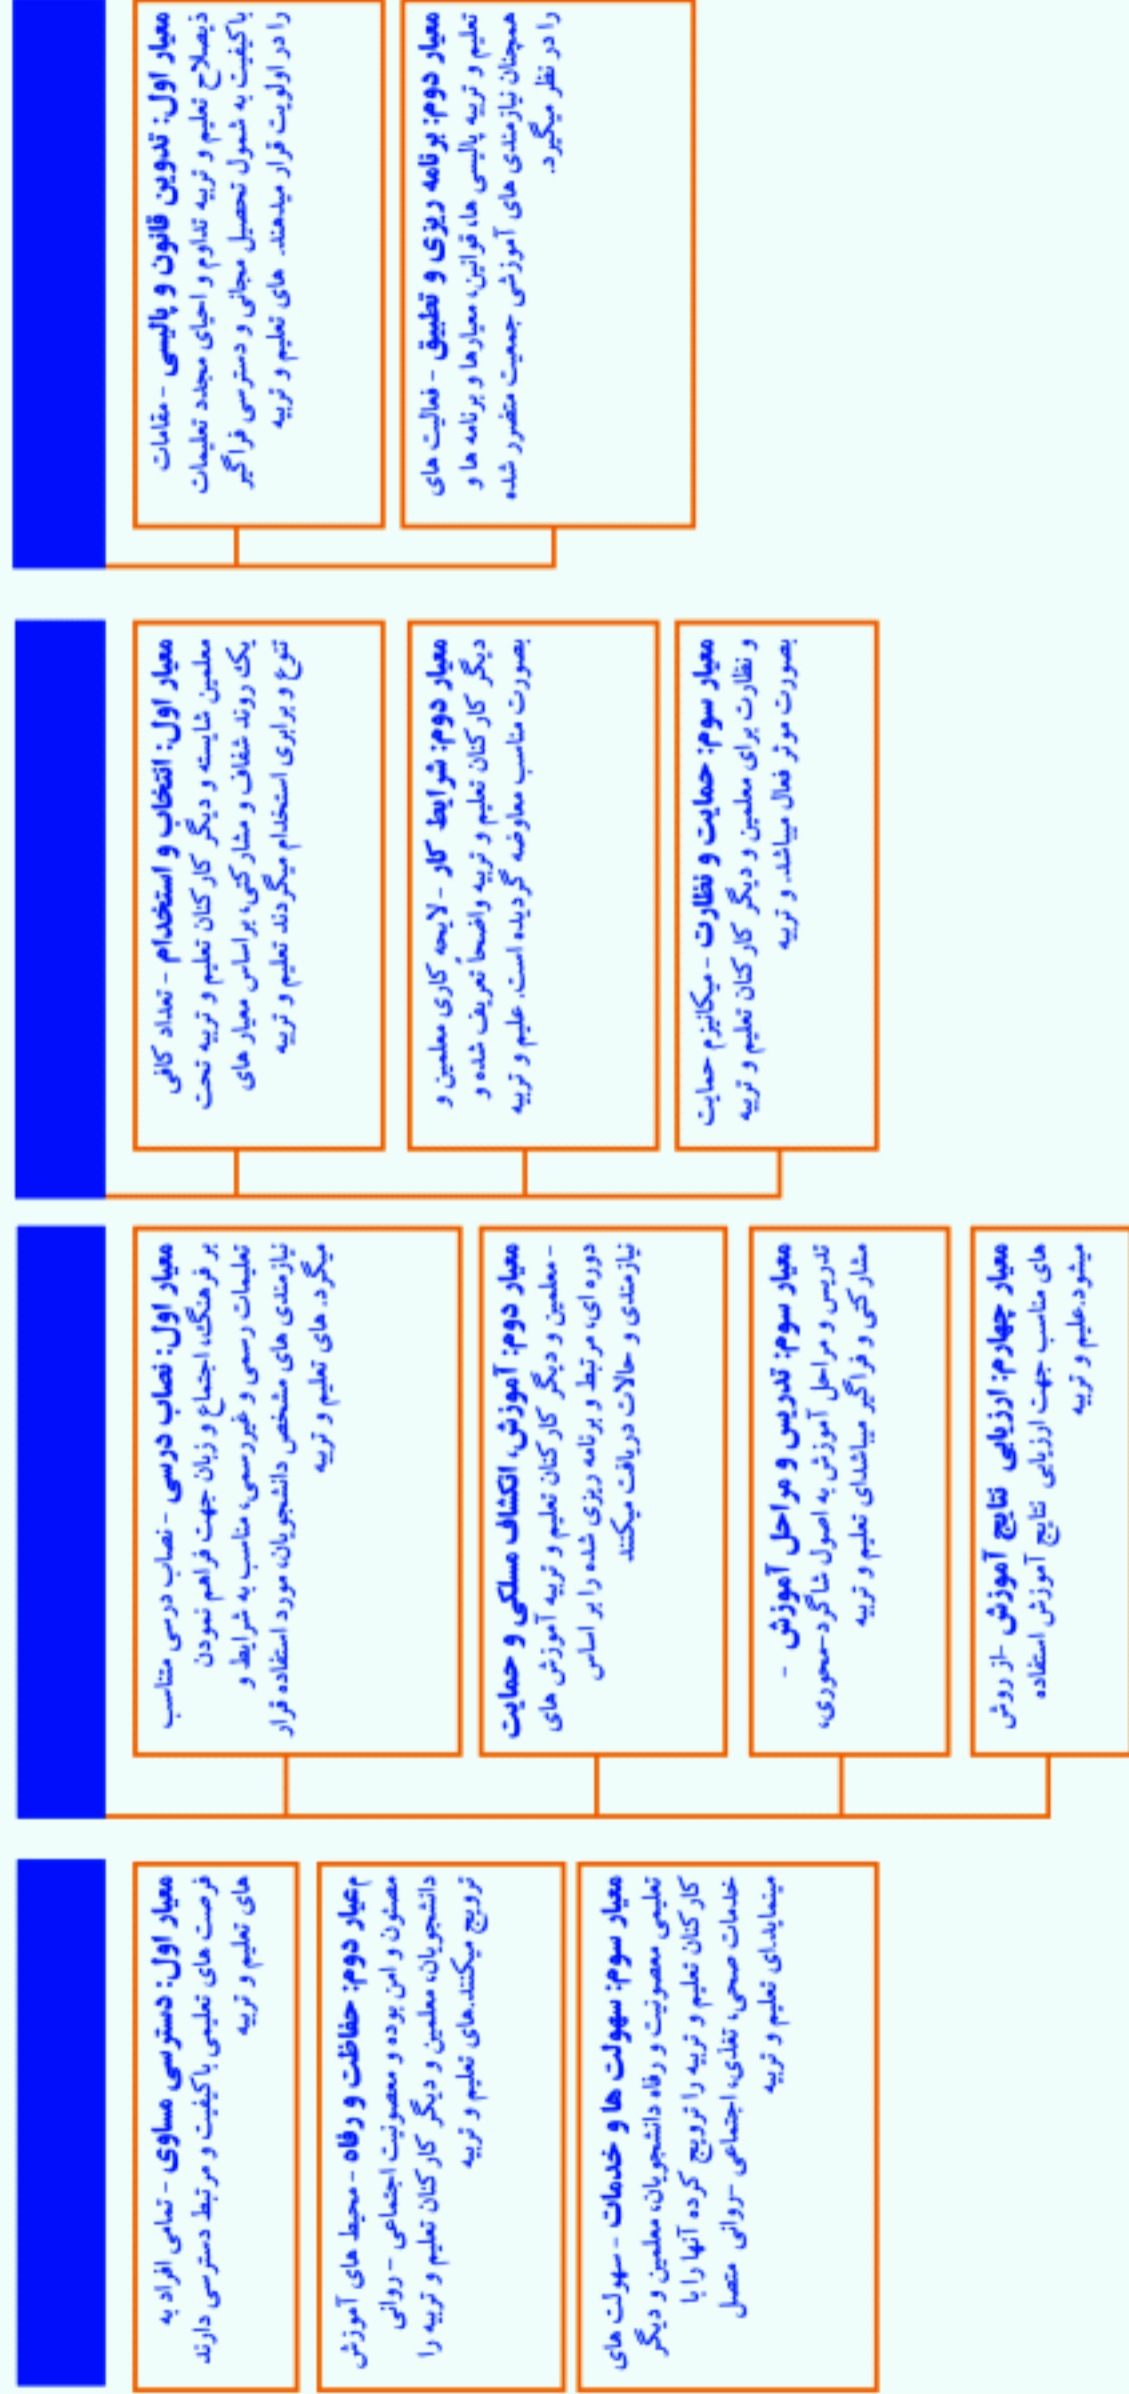 معیار اول: تدوین قانون و پالیسی - مقامات
ذیصلاح تعلیم و تربیه تداوم و احیای مجدد تعلیمات
باکیفیت به شمول تحصیل مجانی و دسترسی فراگیر
را در اولویت قرار میدهند. های تعلیم و تربیه
معیار دوم: برنامه ریزی و تطبیق - فعالیت های
تعلیم و تربیه پالیسی ها، قوانین، معیارها و برنامه ها و
همچنان نیازمندی های آموزشی جمعیت متضرر شده
را در نظر میگیرد.
معیار اول: انتخاب و استخدام - تعداد کافی
معلمین شایسته و دیگر کارکنان تعلیم و تربیه تحت
یک روند شفاف و مشارکتی، براساس معیار های
تنوع و برابری استخدام میگردند تعلیم و تربیه
معیار دوم: شرایط کار - لایحه کاری معلمین و
دیگر کارکنان تعلیم و تربیه واضحاً تعریف شده و
بصورت مناسب معاوضه گردیده است. علیم و تربیه
معیار سوم: حمایت و نظارت - میکانیزم حمایت
و نظارت برای معلمین و دیگر کارکنان تعلیم و تربیه
بصورت موثر فعال میباشد. و تربیه
معیار اول: نصاب درسی - نصاب درسی متناسب
بر فرهنگ، اجتماع و زبان جهت فراهم نمودن
تعلیمات رسمی و غیررسمی، مناسب به شرایط و
نیازمندی های مشخص دانشجویان، مورد استفاده قرار
میگرد. های تعلیم و تربیه
معیار دوم: آموزش، انکشاف مسلکی و حمایت
- معلمین و دیگر کارکنان تعلیم و تربیه آموزش های
دوره ای، مرتبط و برنامه ریزی شده را بر اساس
نیازمندی و حالات دریافت میکنند
معیار سوم: تدریس و مراحل آموزش -
تدریس و مراحل آموزش به اصول شاگرد-محوری،
مشارکتی و فراگیر میباشدای تعلیم و تربیه
معیار چهارم: ارزیابی نتایج آموزش -از روش
های مناسب جهت ارزیابی نتایج آموزش استفاده
میشود.علیم و تربیه
معیار اول: دسترسی مساوی - تمامی افراد به
فرصت های تعلیمی باکیفیت و مرتبط دسترسی دارند
های تعلیم و تربیه
معیار دوم: حفاظت و رفاه - محیط های آموزش
مصئون و امن بوده و معصونیت اجتماعی - روانی
دانشجویان، معلمین و دیگر کارکنان تعلیم و تربیه را
ترویج میکنند.های تعلیم و تربیه
معیار سوم: سهولت ها و خدمات - سهولت های
تعلیمی معصونیت و رفاه دانشجویان، معلمین و دیگر
کارکنان تعلیم و تربیه را ترویج کرده آنها را با
خدمات صحی، تغذی، اجتماعی -روانی متصل
مینمایدای تعلیم و تربیه